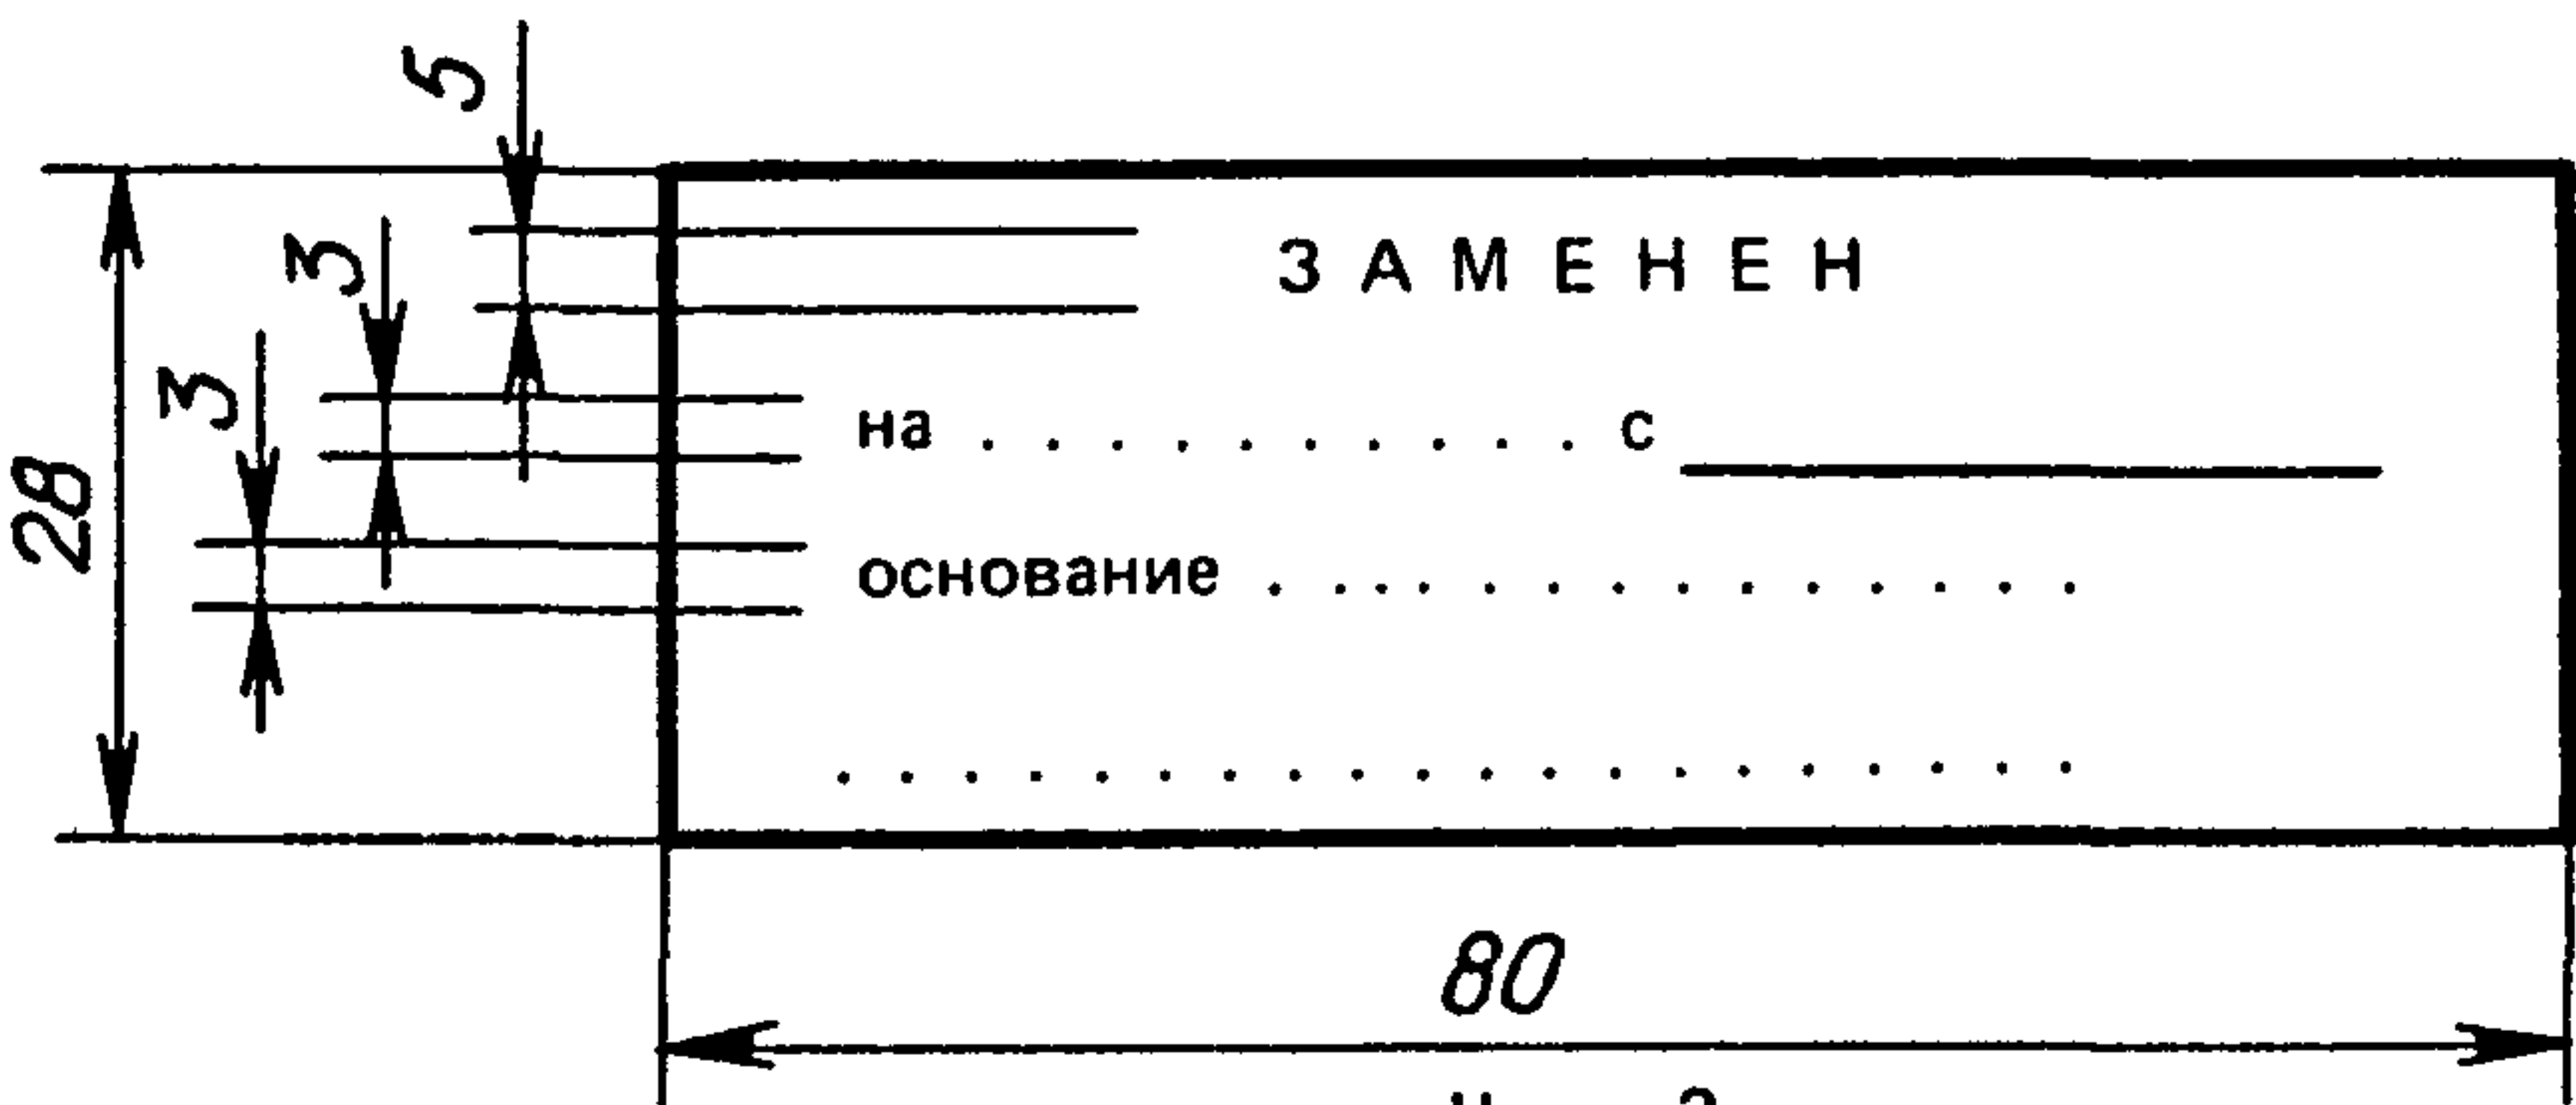 5
ЗАМЕНЕН
3
на . . . . . . . . . . с
3
основание . . . . . . . . . . . . . .
28
. . . . . . . . . . . . . . . . . . . .
80